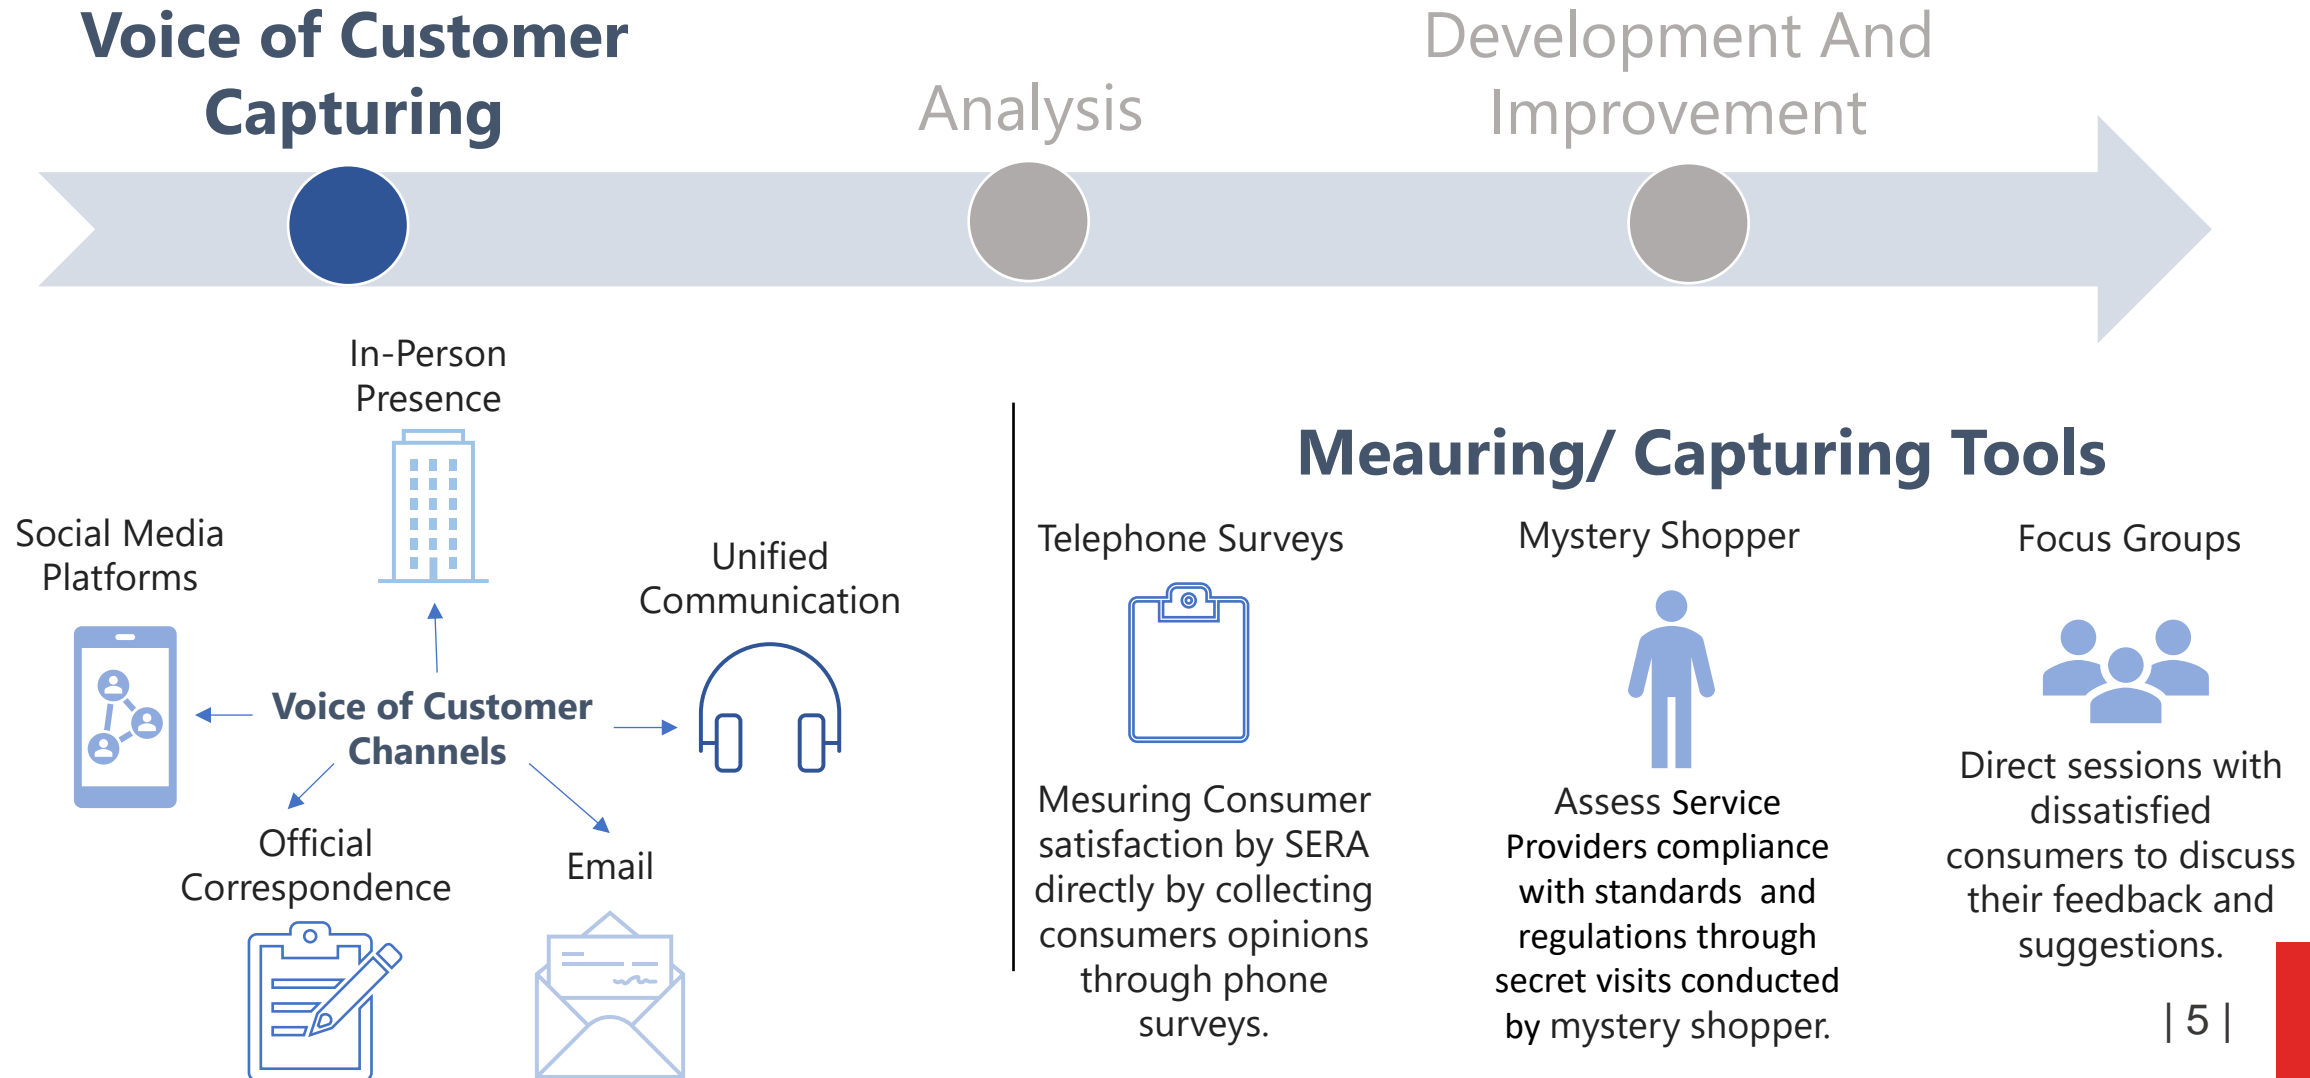 Voice of Customer
Capturing
Analysis
Development And
Improvement
In-Person
Presence
Social Media
Platforms
Unified
Communication
Voice of Customer
Channels
Official
Correspondence
Email
Meauring/ Capturing Tools
Telephone Surveys
Mesuring Consumer
satisfaction by SERA
directly by collecting
consumers opinions
through phone
surveys.
Mystery Shopper
Assess Service
Providers compliance
with standards  and
regulations through
secret visits conducted
by mystery shopper.
Focus Groups
Direct sessions with
dissatisfied
consumers to discuss
their feedback and
suggestions.
| 5 |